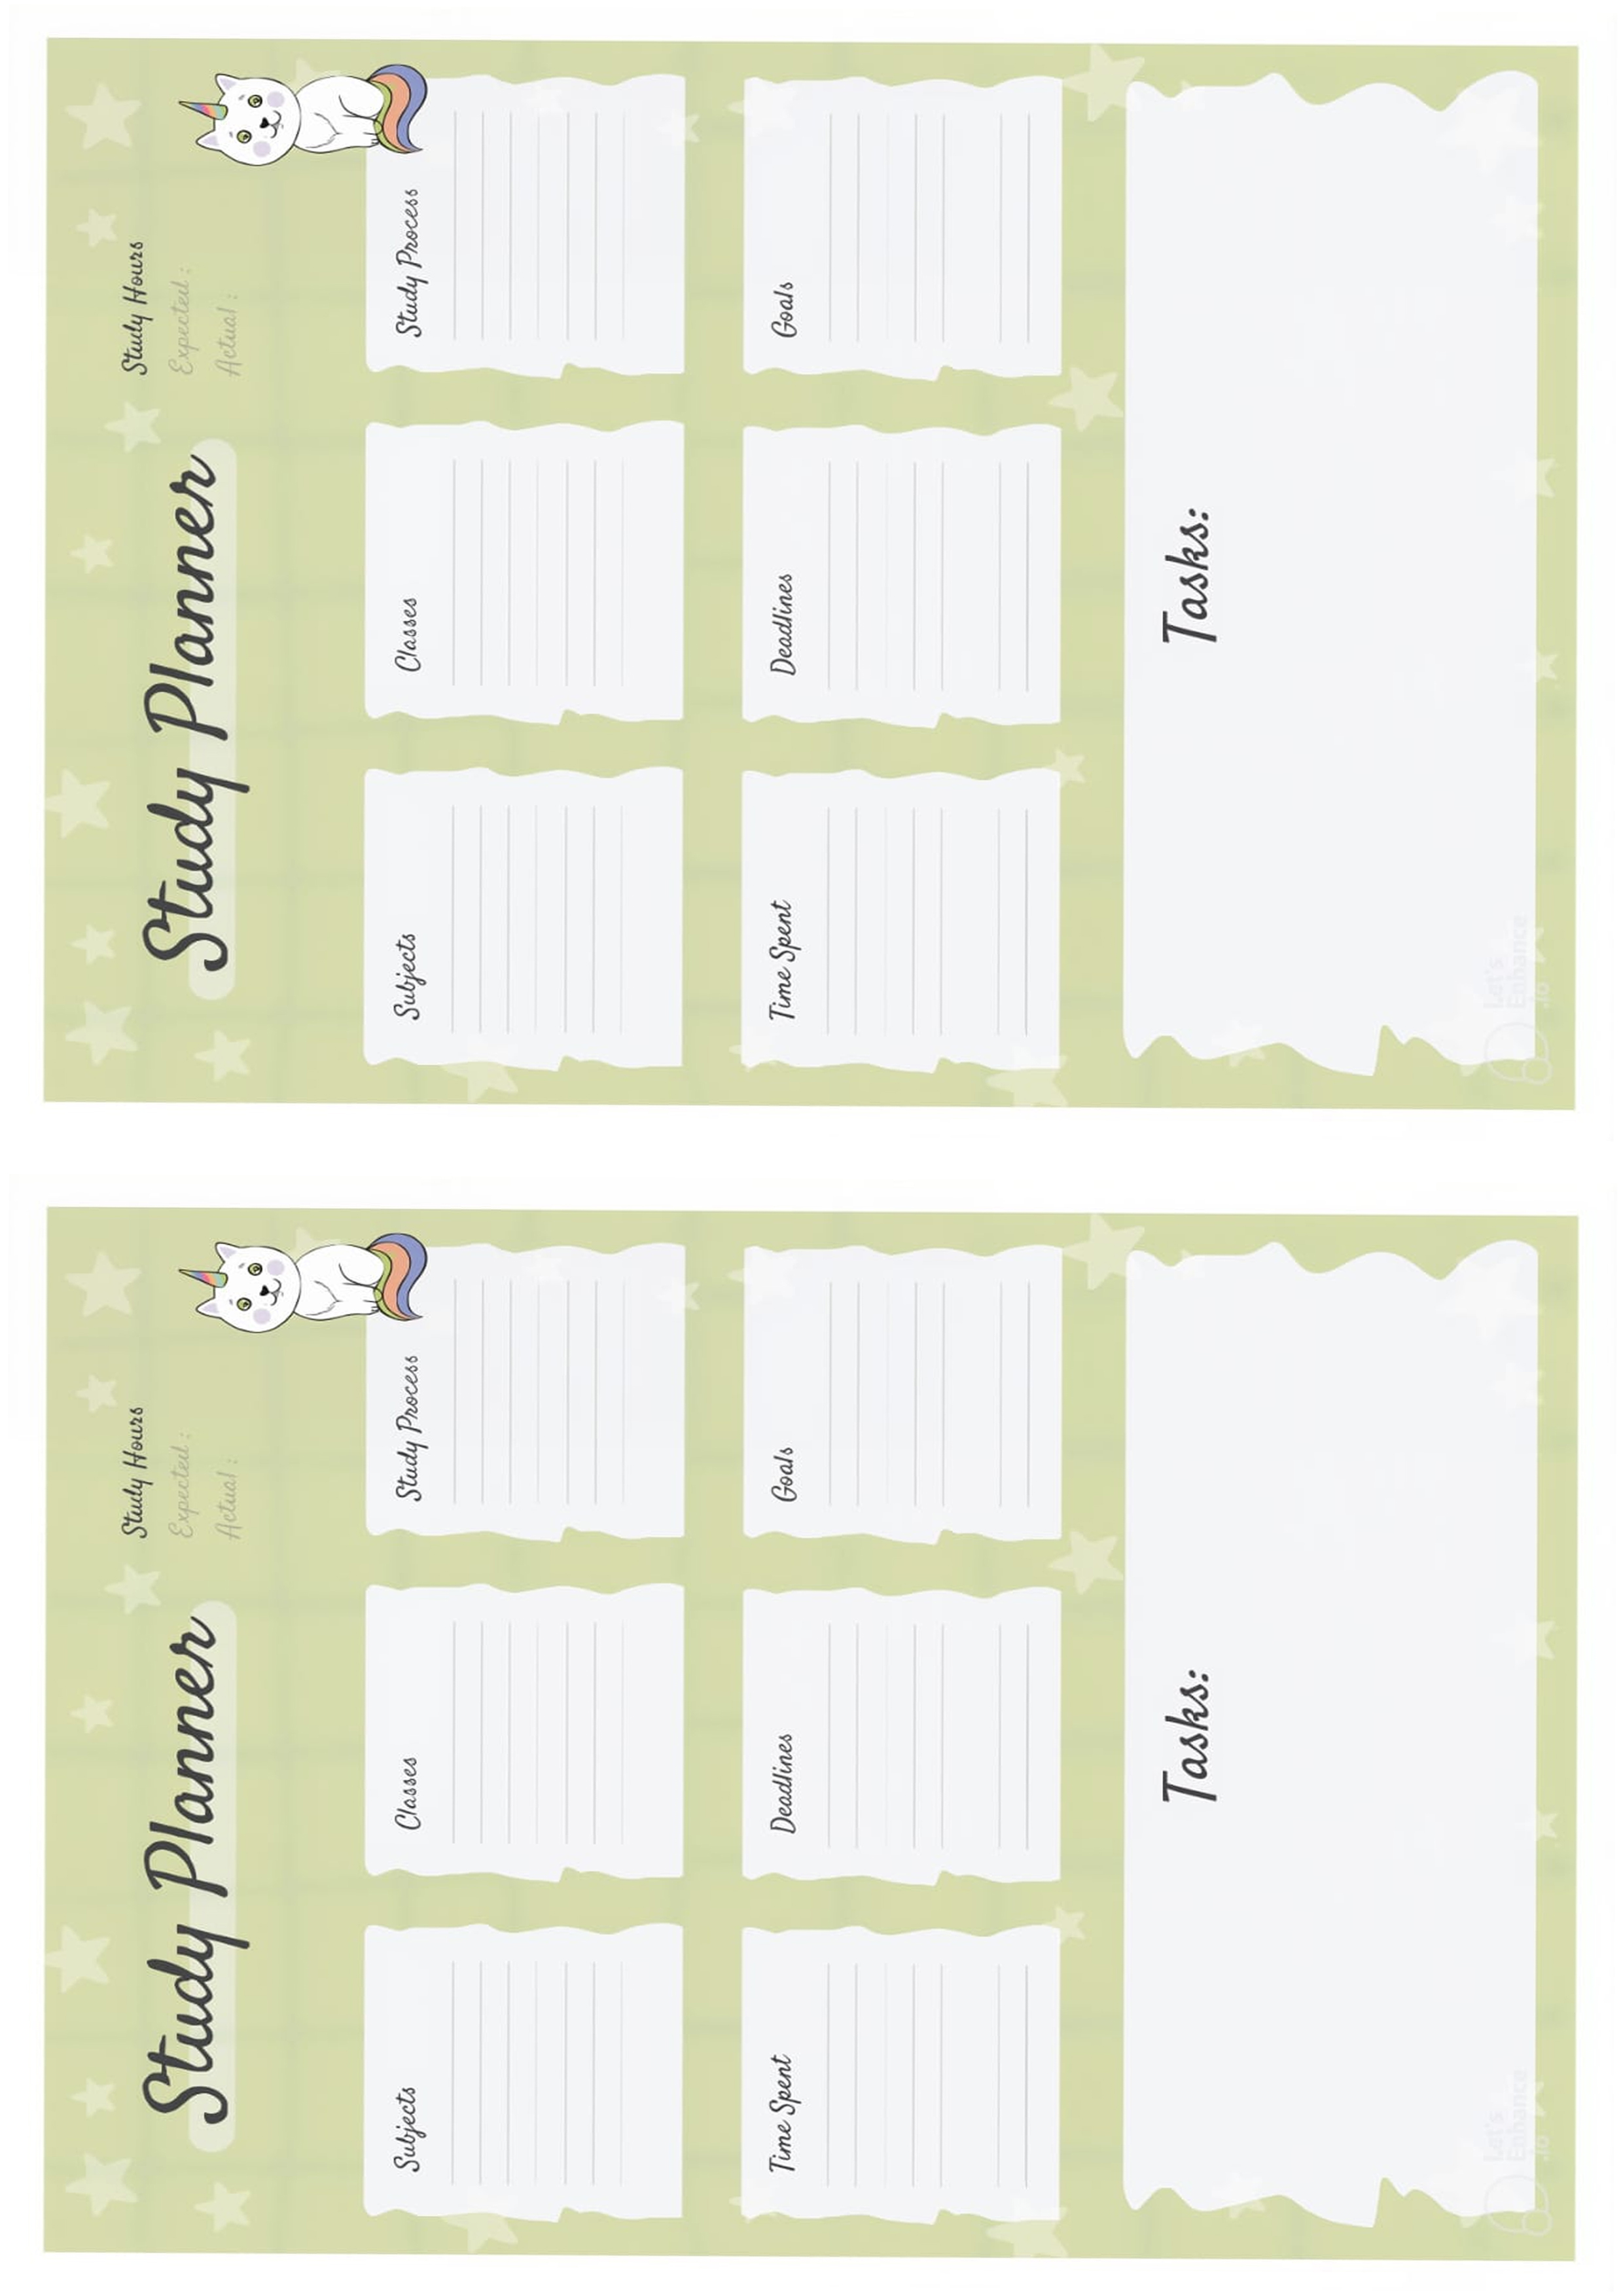 Study Planner
Study Hours
Expected :
Actual :
Subjects
Classes
Study Process
Time Spent
Deadlines
Goals
Tasks:
Let's
Enhance
.io
Study Planner
Study Hours
Expected :
Actual :
Subjects
Classes
Study Process
Time Spent
Deadlines
Goals
Tasks:
Let's
Enhance
.io